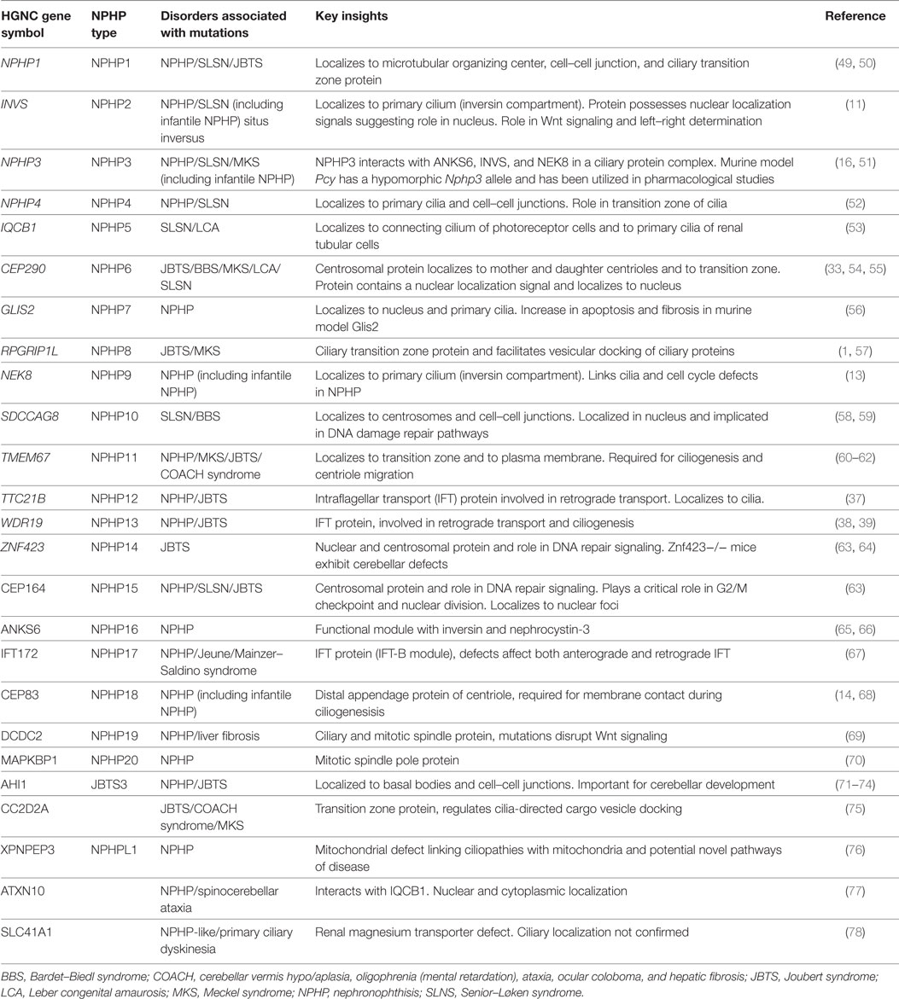 HGNC gene NPHP Disorders associated Key insights Reference
symbol type with mutations
NPHP1 NPHP1 NPHP/SLSN/JBTS Localizes to microtubular organizing center, cell–cell junction, and ciliary transition (49, 50)
zone protein
INVS NPHP2 NPHP/SLSN (including Localizes to primary cilium (inversin compartment). Protein possesses nuclear localization (11)
infantile NPHP) situs signals suggesting role in nucleus. Role in Wnt signaling and left–right determination
inversus
NPHP3 NPHP3 NPHP/SLSN/MKS NPHP3 interacts with ANKS6, INVS, and NEK8 in a ciliary protein complex. Murine model (16, 51)
(including infantile NPHP) Pcy has a hypomorphic Nphp3 allele and has been utilized in pharmacological studies
NPHP4 NPHP4 NPHP/SLSN Localizes to primary cilia and cell–cell junctions. Role in transition zone of cilia (52)
IQCB1 NPHP5 SLSN/LCA Localizes to connecting cilium of photoreceptor cells and to primary cilia of renal (53)
tubular cells
CEP290 NPHP6 JBTS/BBS/MKS/LCA/ Centrosomal protein localizes to mother and daughter centrioles and to transition zone. (33, 54, 55)
SLSN Protein contains a nuclear localization signal and localizes to nucleus
GLIS2 NPHP7 NPHP Localizes to nucleus and primary cilia. Increase in apoptosis and fibrosis in murine (56)
model Glis2
RPGRIP1L NPHP8 JBTS/MKS Ciliary transition zone protein and facilitates vesicular docking of ciliary proteins (1, 57)
NEK8 NPHP9 NPHP (including infantile Localizes to primary cilium (inversin compartment). Links cilia and cell cycle defects (13)
NPHP) in NPHP
SDCCAG8 NPHP10 SLSN/BBS Localizes to centrosomes and cell–cell junctions. Localized in nucleus and implicated (58, 59)
in DNA damage repair pathways
TMEM67 NPHP11 NPHP/MKS/JBTS/ Localizes to transition zone and to plasma membrane. Required for ciliogenesis and (60–62)
COACH syndrome centriole migration
TTC21B NPHP12 NPHP/JBTS Intraflagellar transport (IFT) protein involved in retrograde transport. Localizes to cilia. (37)
WDR19 NPHP13 NPHP/JBTS IFT protein, involved in retrograde transport and ciliogenesis (38, 39)
ZNF423 NPHP14 JBTS Nuclear and centrosomal protein and role in DNA repair signaling. Znf423−/− mice (63, 64)
exhibit cerebellar defects
CEP164 NPHP15 NPHP/SLSN/JBTS Centrosomal protein and role in DNA repair signaling. Plays a critical role in G2/M (63)
checkpoint and nuclear division. Localizes to nuclear foci
ANKS6 NPHP16 NPHP Functional module with inversin and nephrocystin-3 (65, 66)
IFT172 NPHP17 NPHP/Jeune/Mainzer– IFT protein (IFT-B module), defects affect both anterograde and retrograde IFT (67)
Saldino syndrome
CEP83 NPHP18 NPHP (including infantile Distal appendage protein of centriole, required for membrane contact during (14, 68)
NPHP) ciliogenesisis
DCDC2 NPHP19 NPHP/liver fibrosis Ciliary and mitotic spindle protein, mutations disrupt Wnt signaling (69)
MAPKBP1 NPHP20 NPHP Mitotic spindle pole protein (70)
AHI1 JBTS3 NPHP/JBTS Localized to basal bodies and cell–cell junctions. Important for cerebellar development (71–74)
CC2D2A JBTS/COACH Transition zone protein, regulates cilia-directed cargo vesicle docking (75)
syndrome/MKS
XPNPEP3 NPHPL1 NPHP Mitochondrial defect linking ciliopathies with mitochondria and potential novel pathways (76)
of disease
ATXN10 NPHP/spinocerebellar Interacts with IQCB1. Nuclear and cytoplasmic localization (77)
ataxia
SLC41A1 NPHP-like/primary ciliary Renal magnesium transporter defect. Ciliary localization not confirmed (78)
dyskinesia
BBS, Bardet–Biedl syndrome; COACH, cerebellar vermis hypo/aplasia, oligophrenia (mental retardation), ataxia, ocular coloboma, and hepatic fibrosis; JBTS, Joubert syndrome;
LCA, Leber congenital amaurosis; MKS, Meckel syndrome; NPHP, nephronophthisis; SLNS, Senior–Løken syndrome.